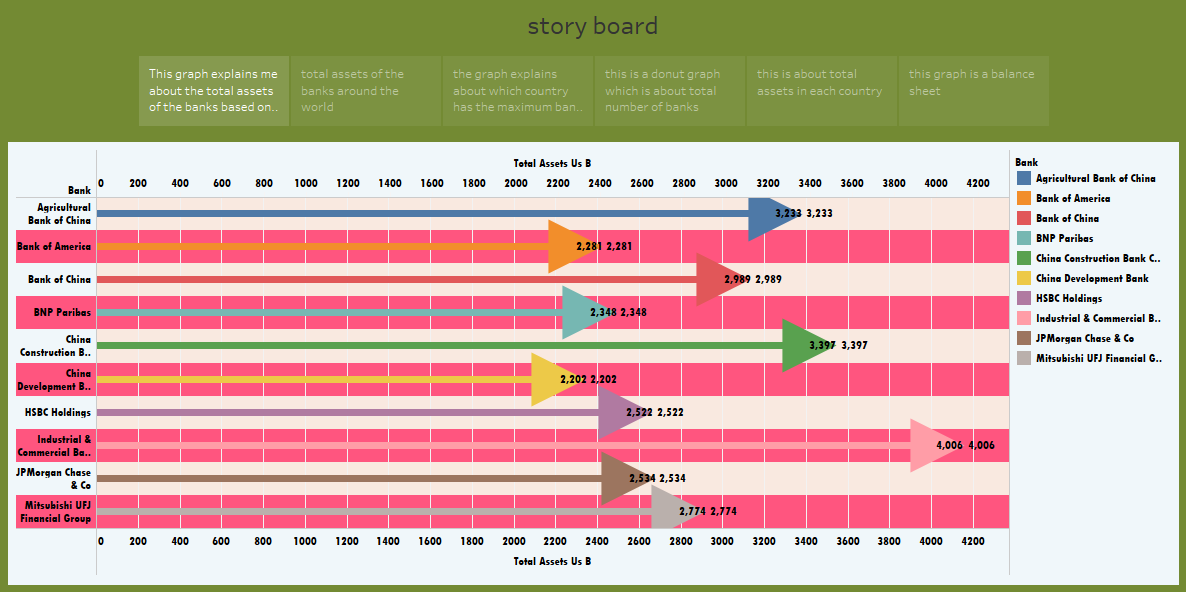 story board
This graph explains me
about the total assets
of the banks based on..
total assets of the
banks around the
world
the graph explains
about which country
has the maximum ban..
this is a donut graph
which is about total
number of banks
this is about total
assets in each country
this graph is a balance
sheet
Total Assets Us B
Bank
0 200 400 600 800 1000 1200 1400 1600 1800 2000 2200 2400 2600 2800 3000 3200 3400 3600 3800 4000 4200
Agricultural
Bank of China
3,233 3,233
Bank of America
2,281 2,281
Bank of China
2,989 2,989
BNP Paribas
2,348 2,348
China
Construction B..
3,397 3,397
China
Development B..
2,202 2,202
HSBC Holdings
2,522 2,522
Industrial &
Commercial Ba..
4,006 4,006
JPMorgan Chase
& Co
2,534 2,534
Mitsubishi UFJ
Financial Group
2,774 2,774
0 200 400 600 800 1000 1200 1400 1600 1800 2000 2200 2400 2600 2800 3000 3200 3400 3600 3800 4000 4200
Total Assets Us B
Bank
Agricultural Bank of China
Bank of America
Bank of China
BNP Paribas
China Construction Bank C..
China Development Bank
HSBC Holdings
Industrial & Commercial B..
JPMorgan Chase & Co
Mitsubishi UFJ Financial G..